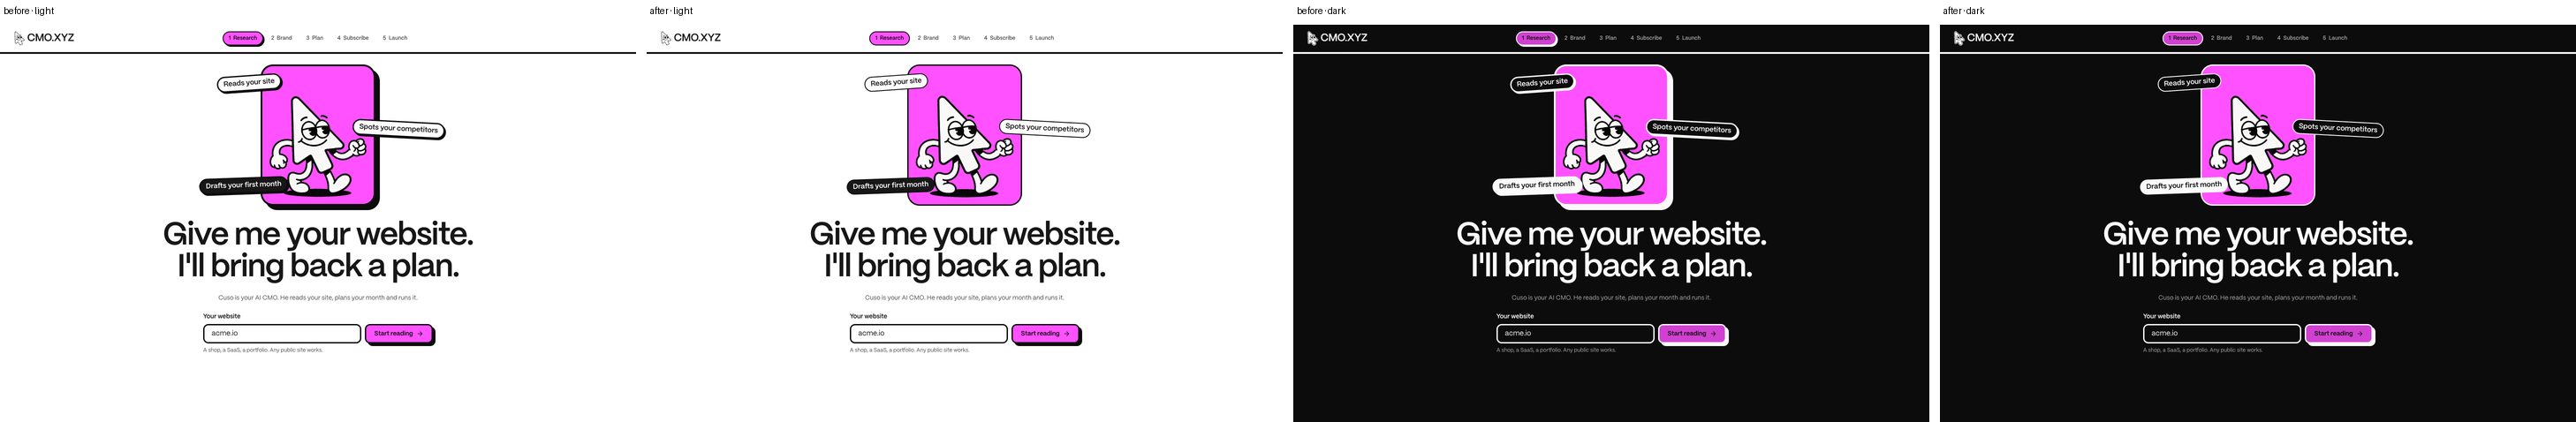 before·light
CMO.XYZ
1 Research 2 Brand 3 Plan 4 Subscribe 5 Launch
Reads your site
Spots your competitors
Drafts your first month
Give me your website.
I'll bring back a plan.
Cuso is your AI CMO. He reads your site, plans your month and runs it.
Your website
acme.io
Start reading →
A shop, a SaaS, a portfolio. Any public site works.
after·light
CMO.XYZ
1 Research 2 Brand 3 Plan 4 Subscribe 5 Launch
Reads your site
Spots your competitors
Drafts your first month
Give me your website.
I'll bring back a plan.
Cuso is your AI CMO. He reads your site, plans your month and runs it.
Your website
acme.io
Start reading →
A shop, a SaaS, a portfolio. Any public site works.
before·dark
CMO.XYZ
1 Research 2 Brand 3 Plan 4 Subscribe 5 Launch
Reads your site
Spots your competitors
Drafts your first month
Give me your website.
I'll bring back a plan.
Cuso is your AI CMO. He reads your site, plans your month and runs it.
Your website
acme.io
Start reading →
A shop, a SaaS, a portfolio. Any public site works.
after·dark
CMO.XYZ
1 Research 2 Brand 3 Plan 4 Subscribe 5 Launch
Reads your site
Spots your competitors
Drafts your first month
Give me your website.
I'll bring back a plan.
Cuso is your AI CMO. He reads your site, plans your month and runs it.
Your website
acme.io
Start reading →
A shop, a SaaS, a portfolio. Any public site works.